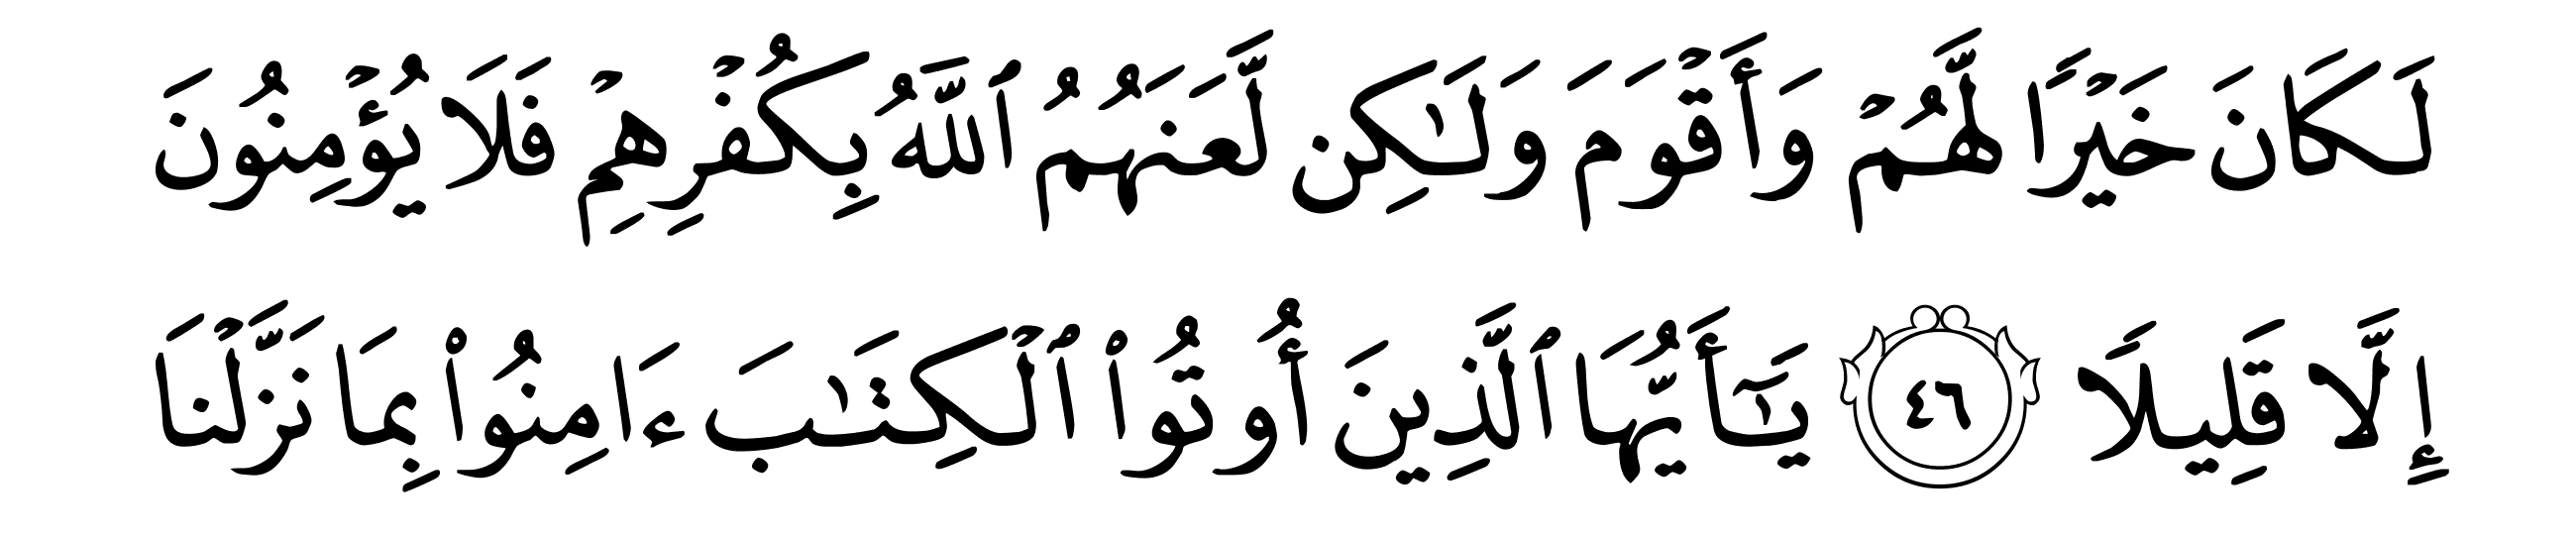 لَكَانَ خَيْرًا لَّهُمْ وَأَقْوَمَ وَلَـٰكِن لَّعَنَهُمُ ٱللَّهُ بِكُفْرِهِمْ فَلَا يُؤْمِنُونَ
إِلَّا قَلِيلًا ٤٦ يَـٰٓأَيُّهَا ٱلَّذِينَ أُوتُوا۟ ٱلْكِتَـٰبَ ءَامِنُوا۟ بِمَا نَزَّلْنَا